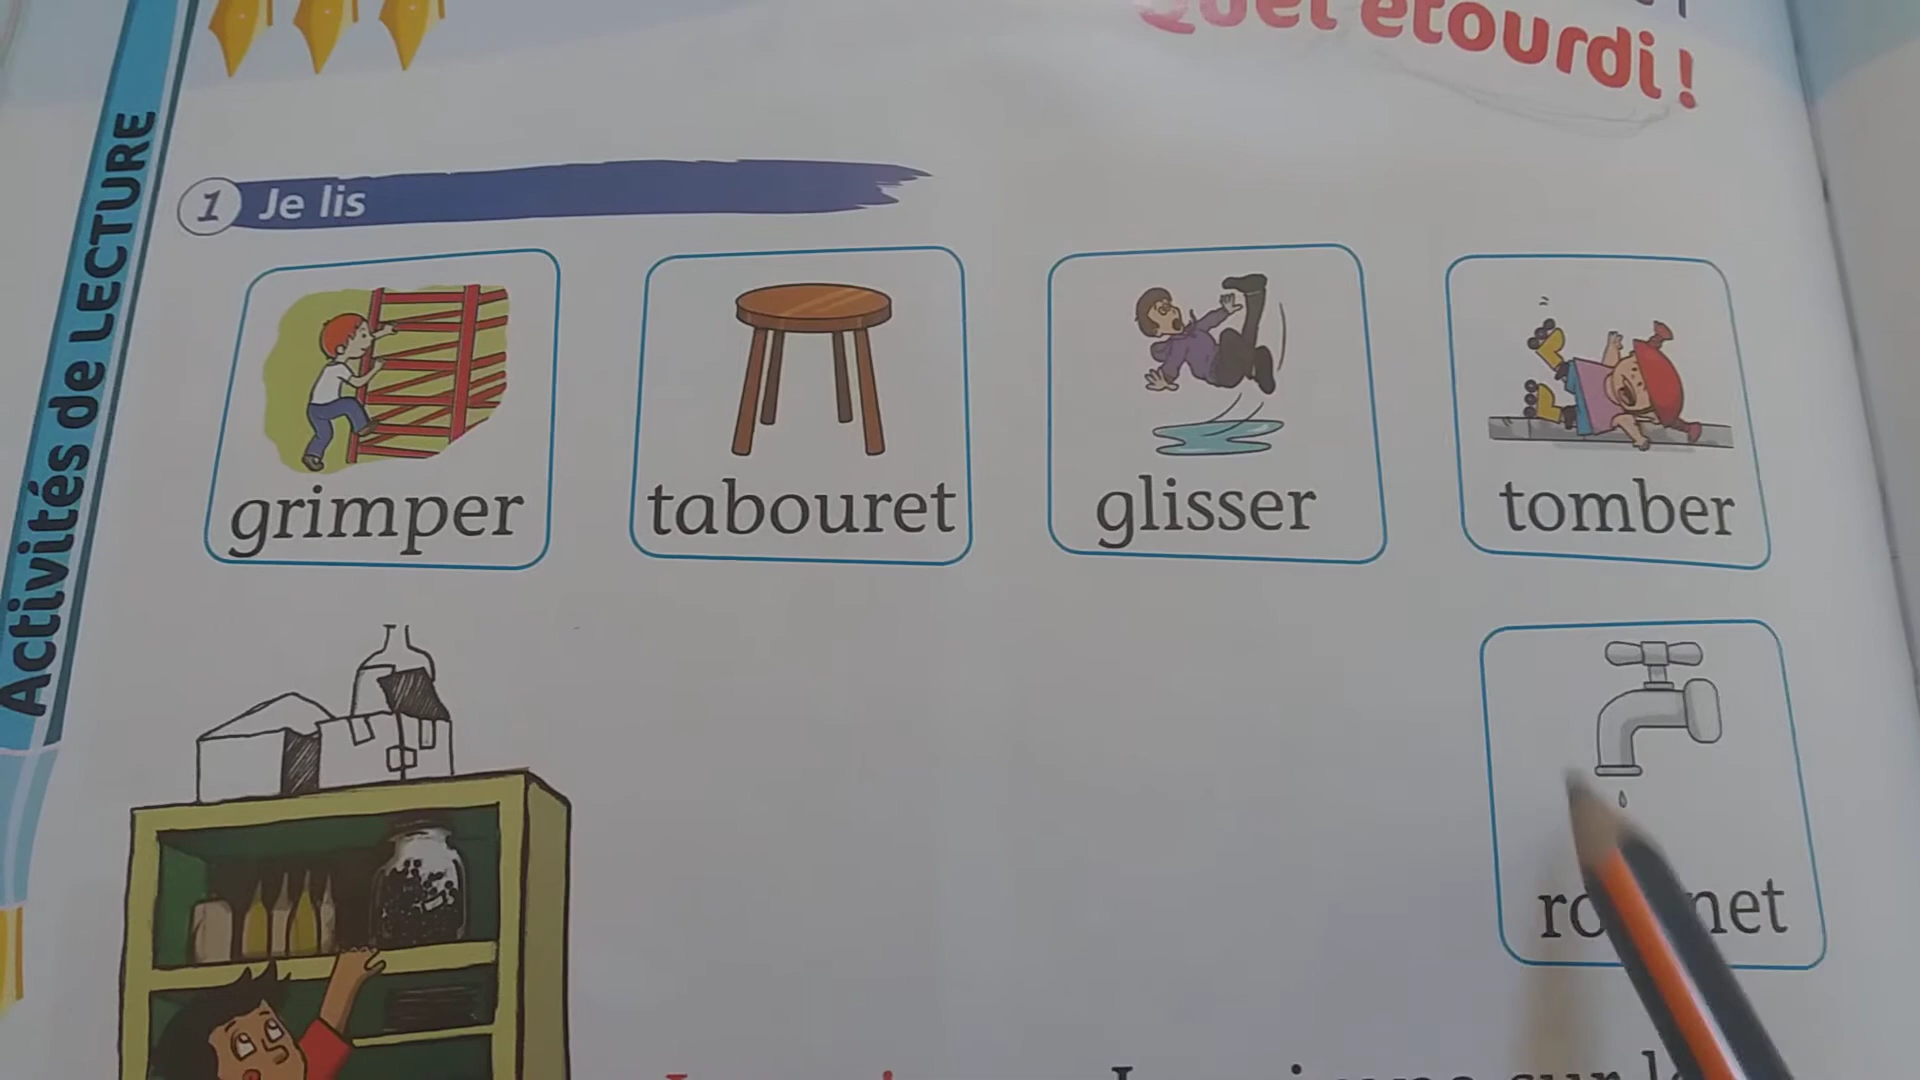 Quel étourdi !
Activités de LECTURE
1 Je lis
grimper
tabouret
glisser
tomber